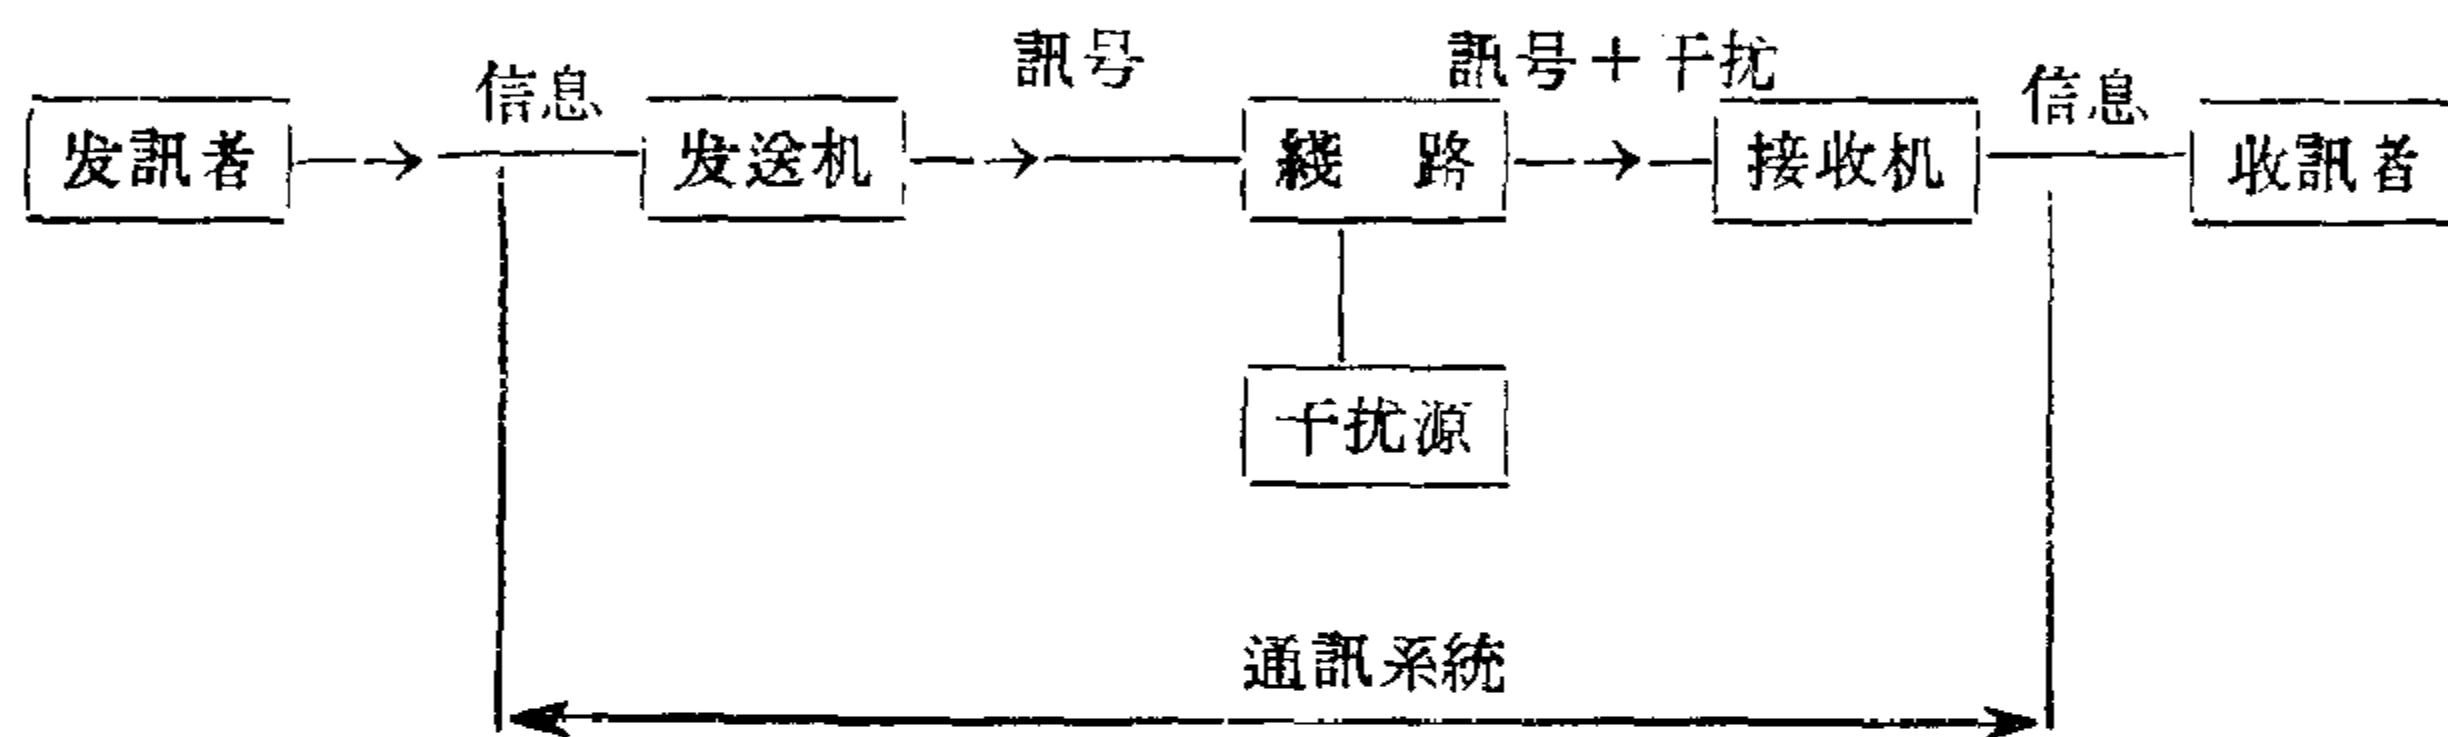 訊号
訊号+干扰
信息
信息
发訊者
发送机
綫 路
接收机
收訊者
干扰源
通訊系統